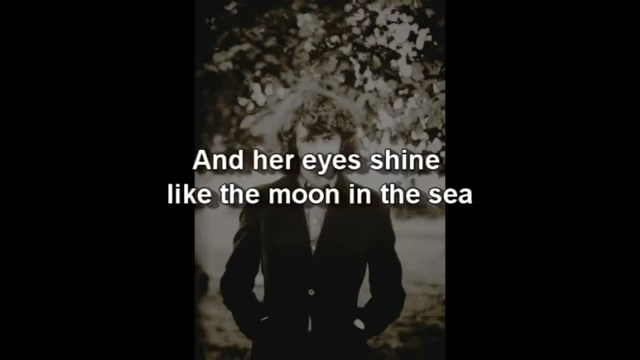 And her eyes shine
like the moon in the sea